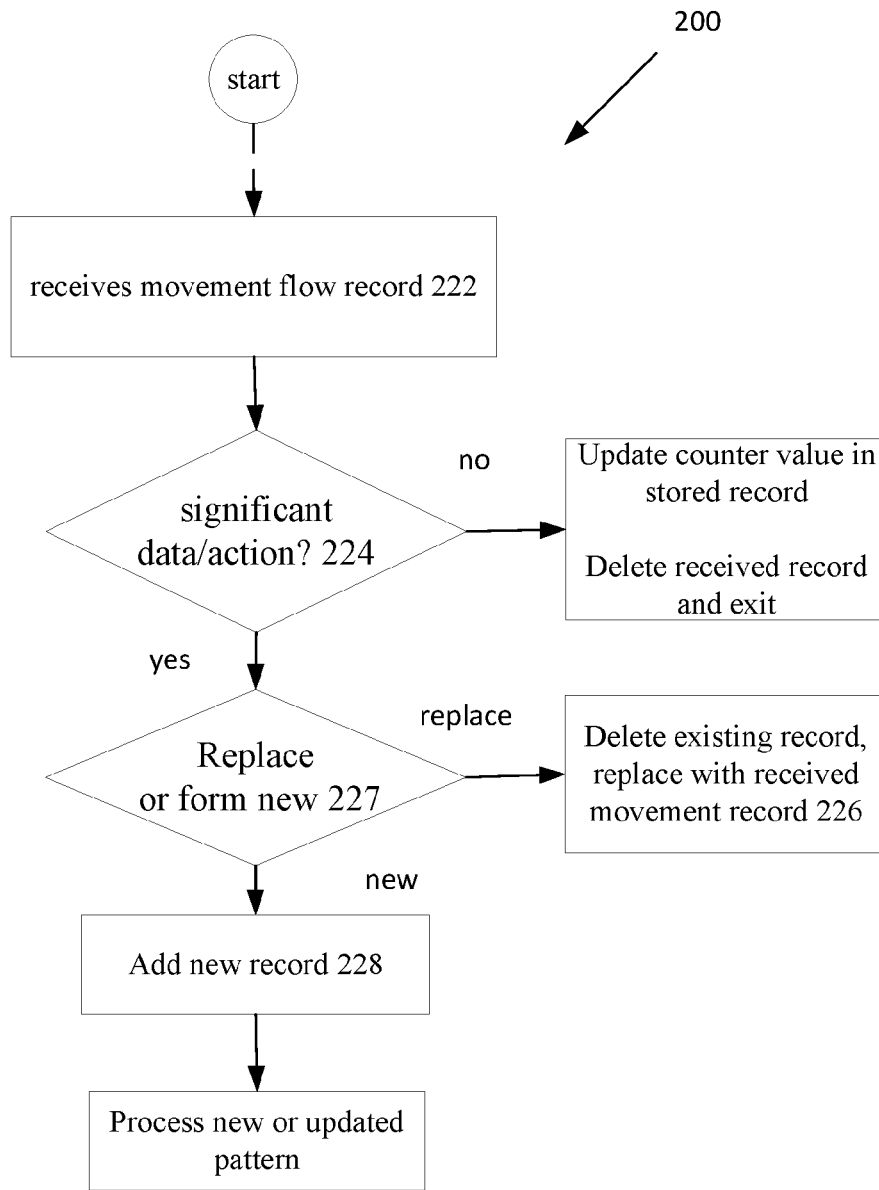 200
start
receives movement flow record 222
significant
data/action? 224
no
Update counter value in
stored record
Delete received record
and exit
yes
Replace
or form new 227
replace
Delete existing record,
replace with received
movement record 226
new
Add new record 228
Process new or updated
pattern